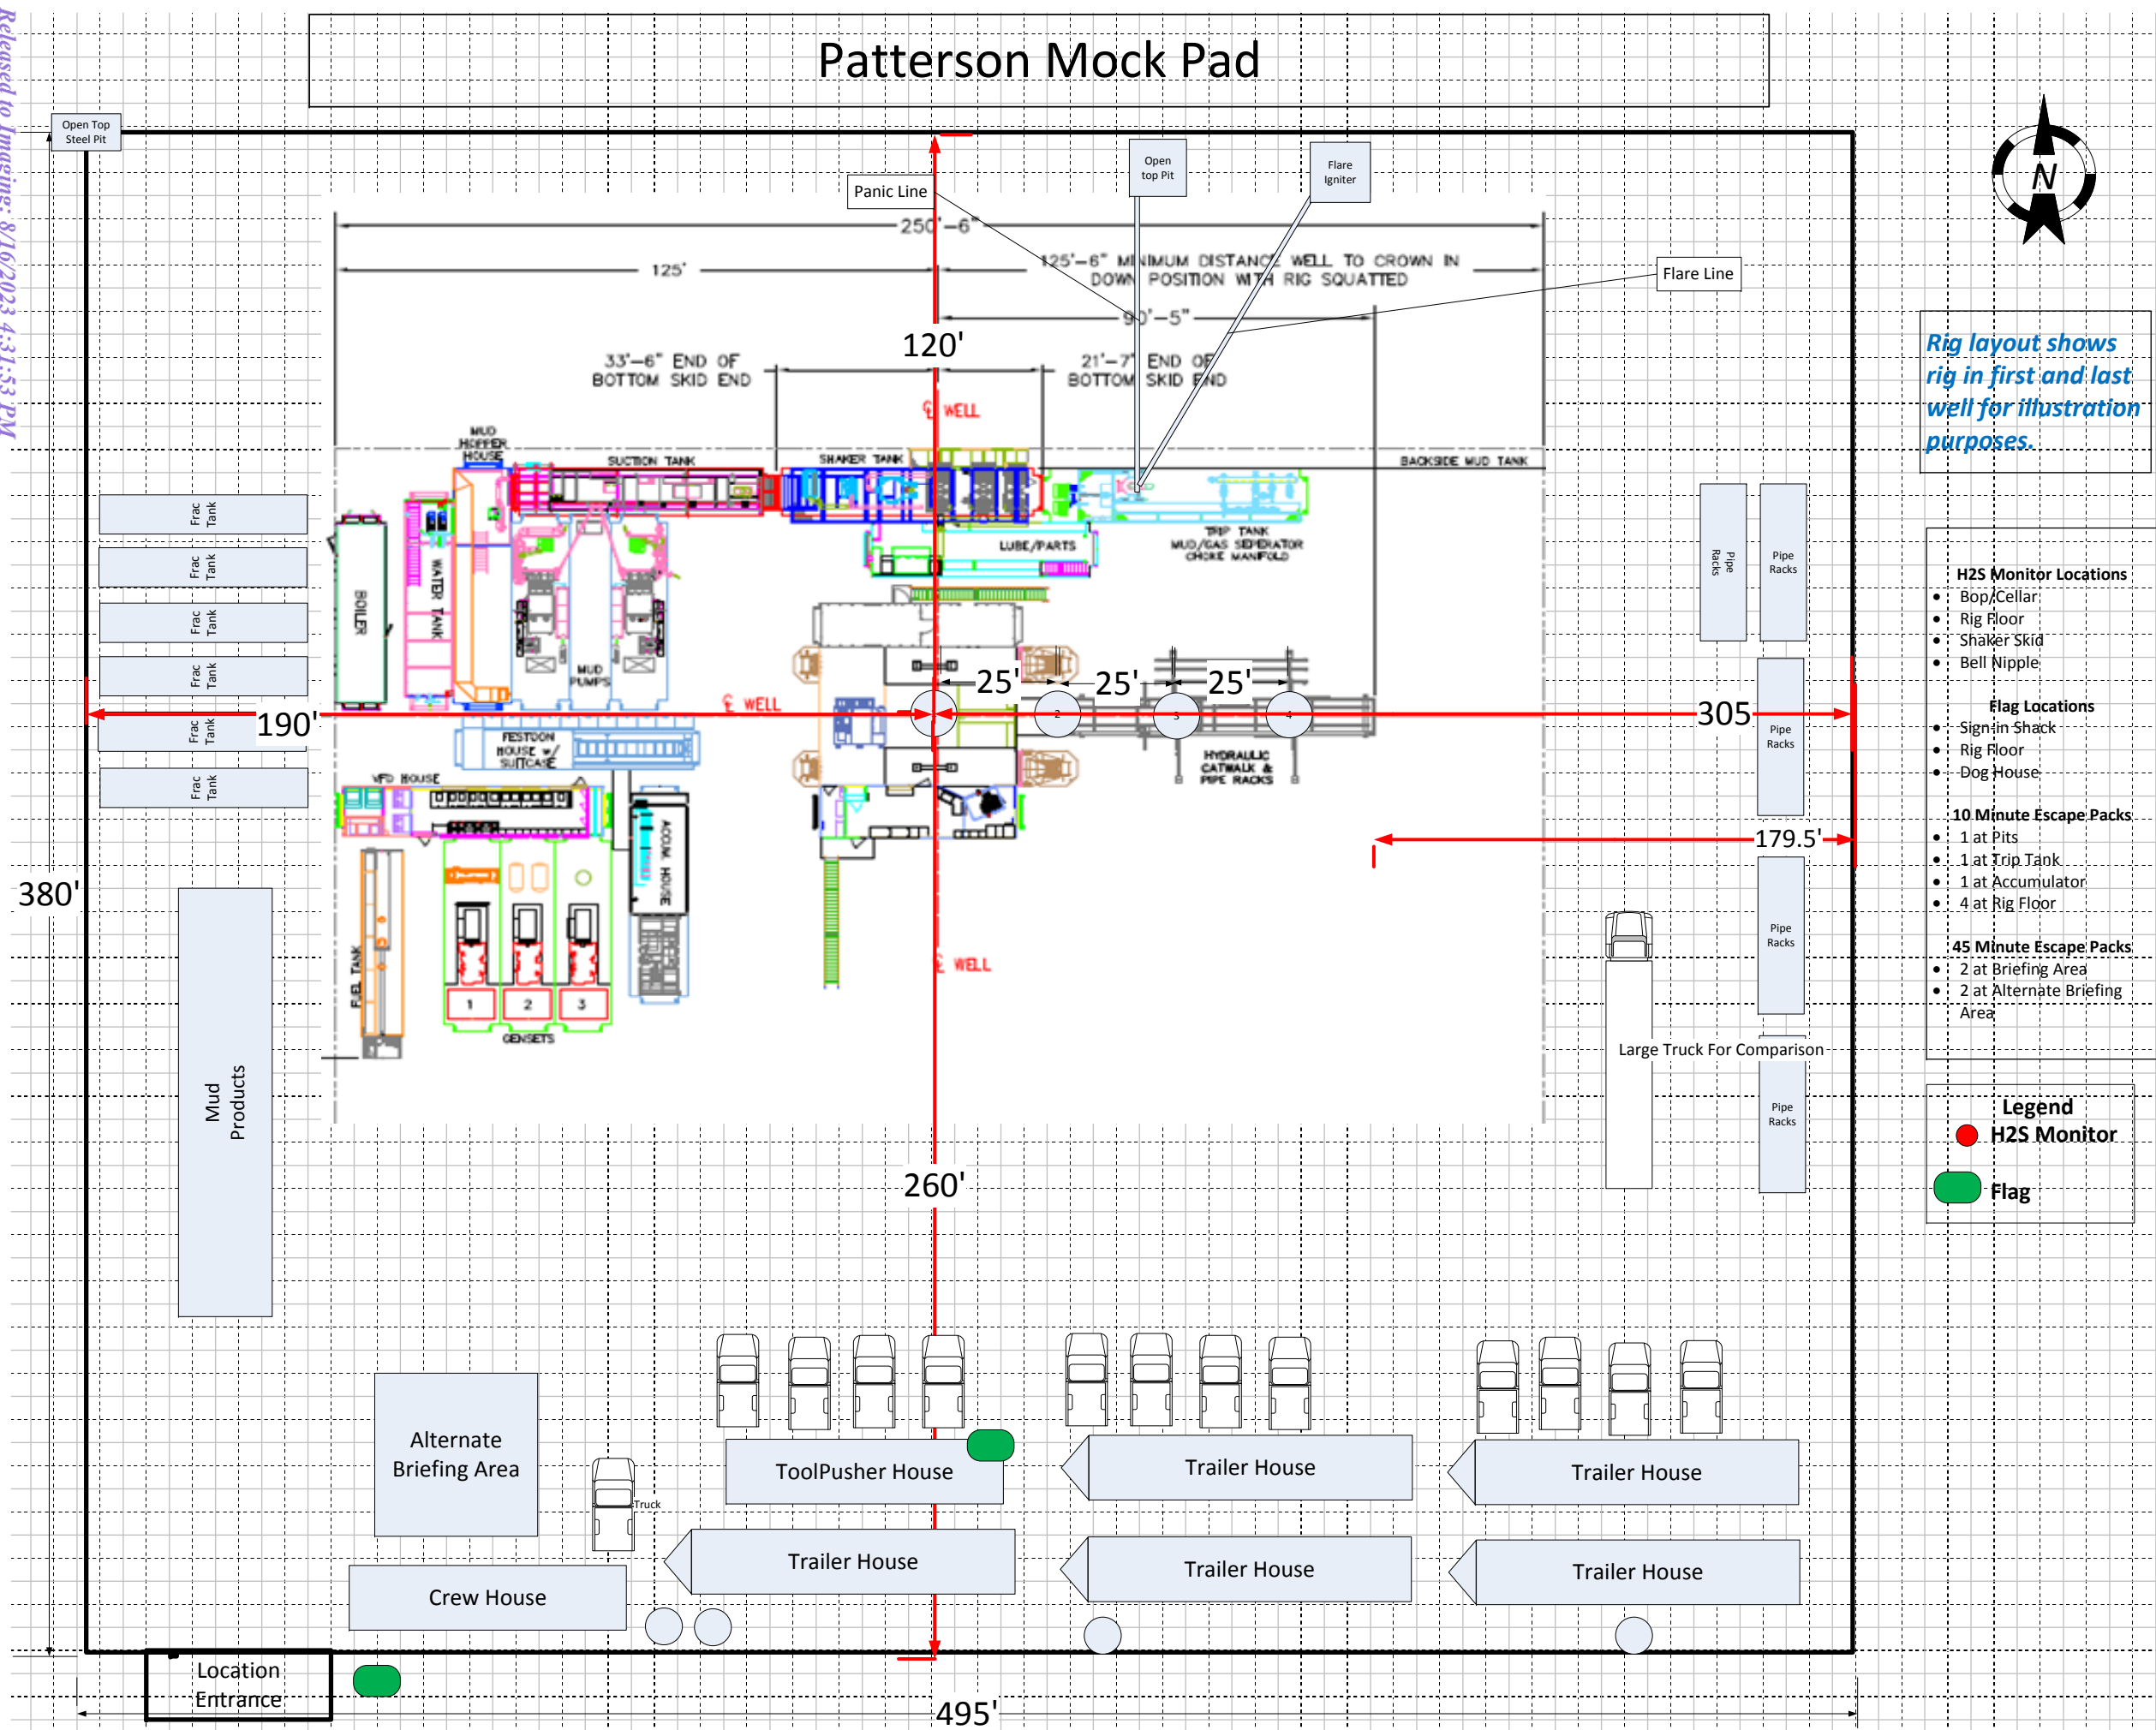 Released to Imaging: 8/16/2023 4:31:53 PM
Patterson Mock Pad
Open Top
Steel Pit
Open
top Pit
Flare
Igniter
N
Panic Line
250'-6"
125'
125'-6" MINIMUM DISTANCE WELL TO CROWN IN
DOWN POSITION WITH RIG SQUATTED
Flare Line
90'-5"
120'
33'-6" END OF
BOTTOM SKID END
21'-7" END OF
BOTTOM SKID END
Rig layout shows
rig in first and last
well for illustration
purposes.
℄ WELL
MUD
HOPPER
HOUSE
SUCTION TANK
SHAKER TANK
BACKSIDE MUD TANK
Frac
Tank
Frac
Tank
Frac
Tank
Frac
Tank
Frac
Tank
Frac
Tank
BOILER
WATER TANK
MUD
PUMPS
LUBE/PARTS
TRIP TANK
MUD/GAS SEPERATOR
CHOKE MANIFOLD
Pipe
Racks
Pipe
Racks
H2S Monitor Locations
• Bop/Cellar
• Rig Floor
• Shaker Skid
• Bell Nipple
Flag Locations
• Sign-in Shack
• Rig Floor
• Dog House
10 Minute Escape Packs
• 1 at Pits
• 1 at Trip Tank
• 1 at Accumulator
• 4 at Rig Floor
45 Minute Escape Packs
• 2 at Briefing Area
• 2 at Alternate Briefing
Area
25'
25'
25'
190'
℄ WELL
2
3
4
305
Pipe
Racks
FESTOON
HOUSE w/
SUITCASE
HYDRAULIC
CATWALK &
PIPE RACKS
VFD HOUSE
ACCUM. HOUSE
179.5'
380'
Pipe
Racks
FUEL TANK
℄ WELL
1
2
3
GENSETS
Large Truck For Comparison
Pipe
Racks
Mud
Products
Legend
H2S Monitor
Flag
260'
Alternate
Briefing Area
ToolPusher House
Trailer House
Trailer House
Truck
Trailer House
Trailer House
Trailer House
Crew House
Location
Entrance
495'